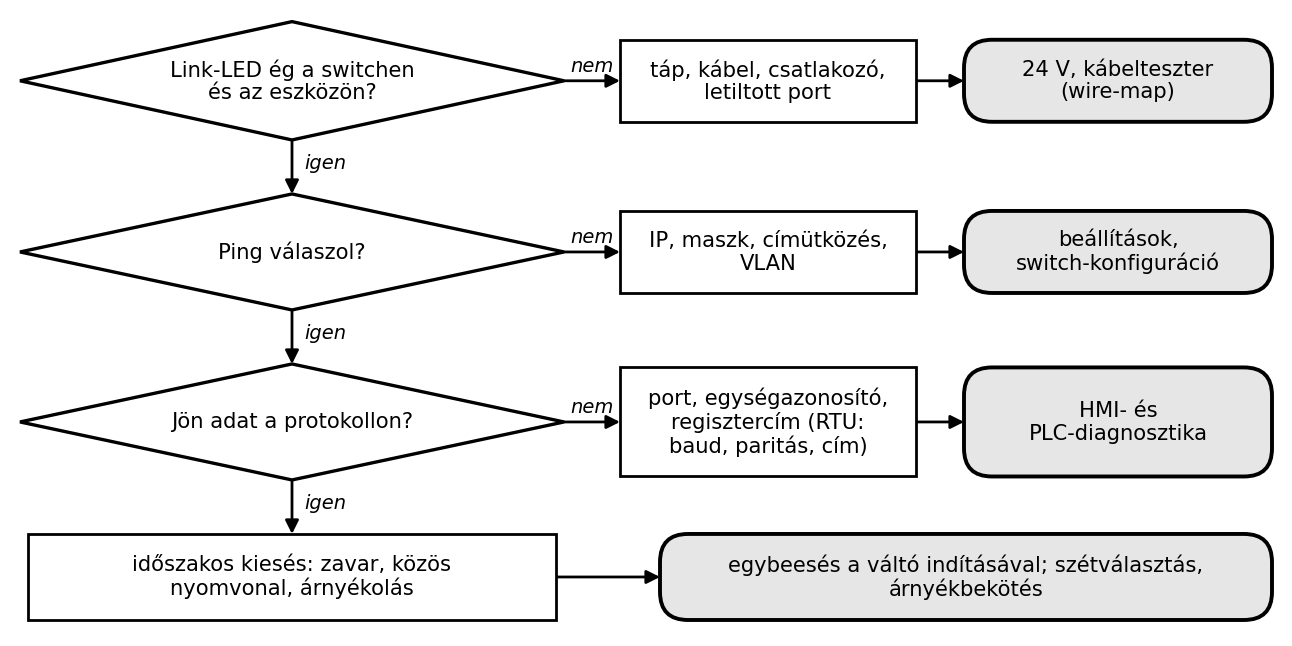 Link-LED ég a switchen
és az eszközön?
nem
táp, kábel, csatlakozó,
letiltott port
24 V, kábelteszter
(wire-map)
igen
Ping válaszol?
nem
IP, maszk, címütközés,
VLAN
beállítások,
switch-konfiguráció
igen
Jön adat a protokollon?
nem
port, egységazonosító,
regisztercím (RTU:
baud, paritás, cím)
HMI- és
PLC-diagnosztika
igen
időszakos kiesés: zavar, közös
nyomvonal, árnyékolás
egybeesés a váltó indításával; szétválasztás,
árnyékbekötés